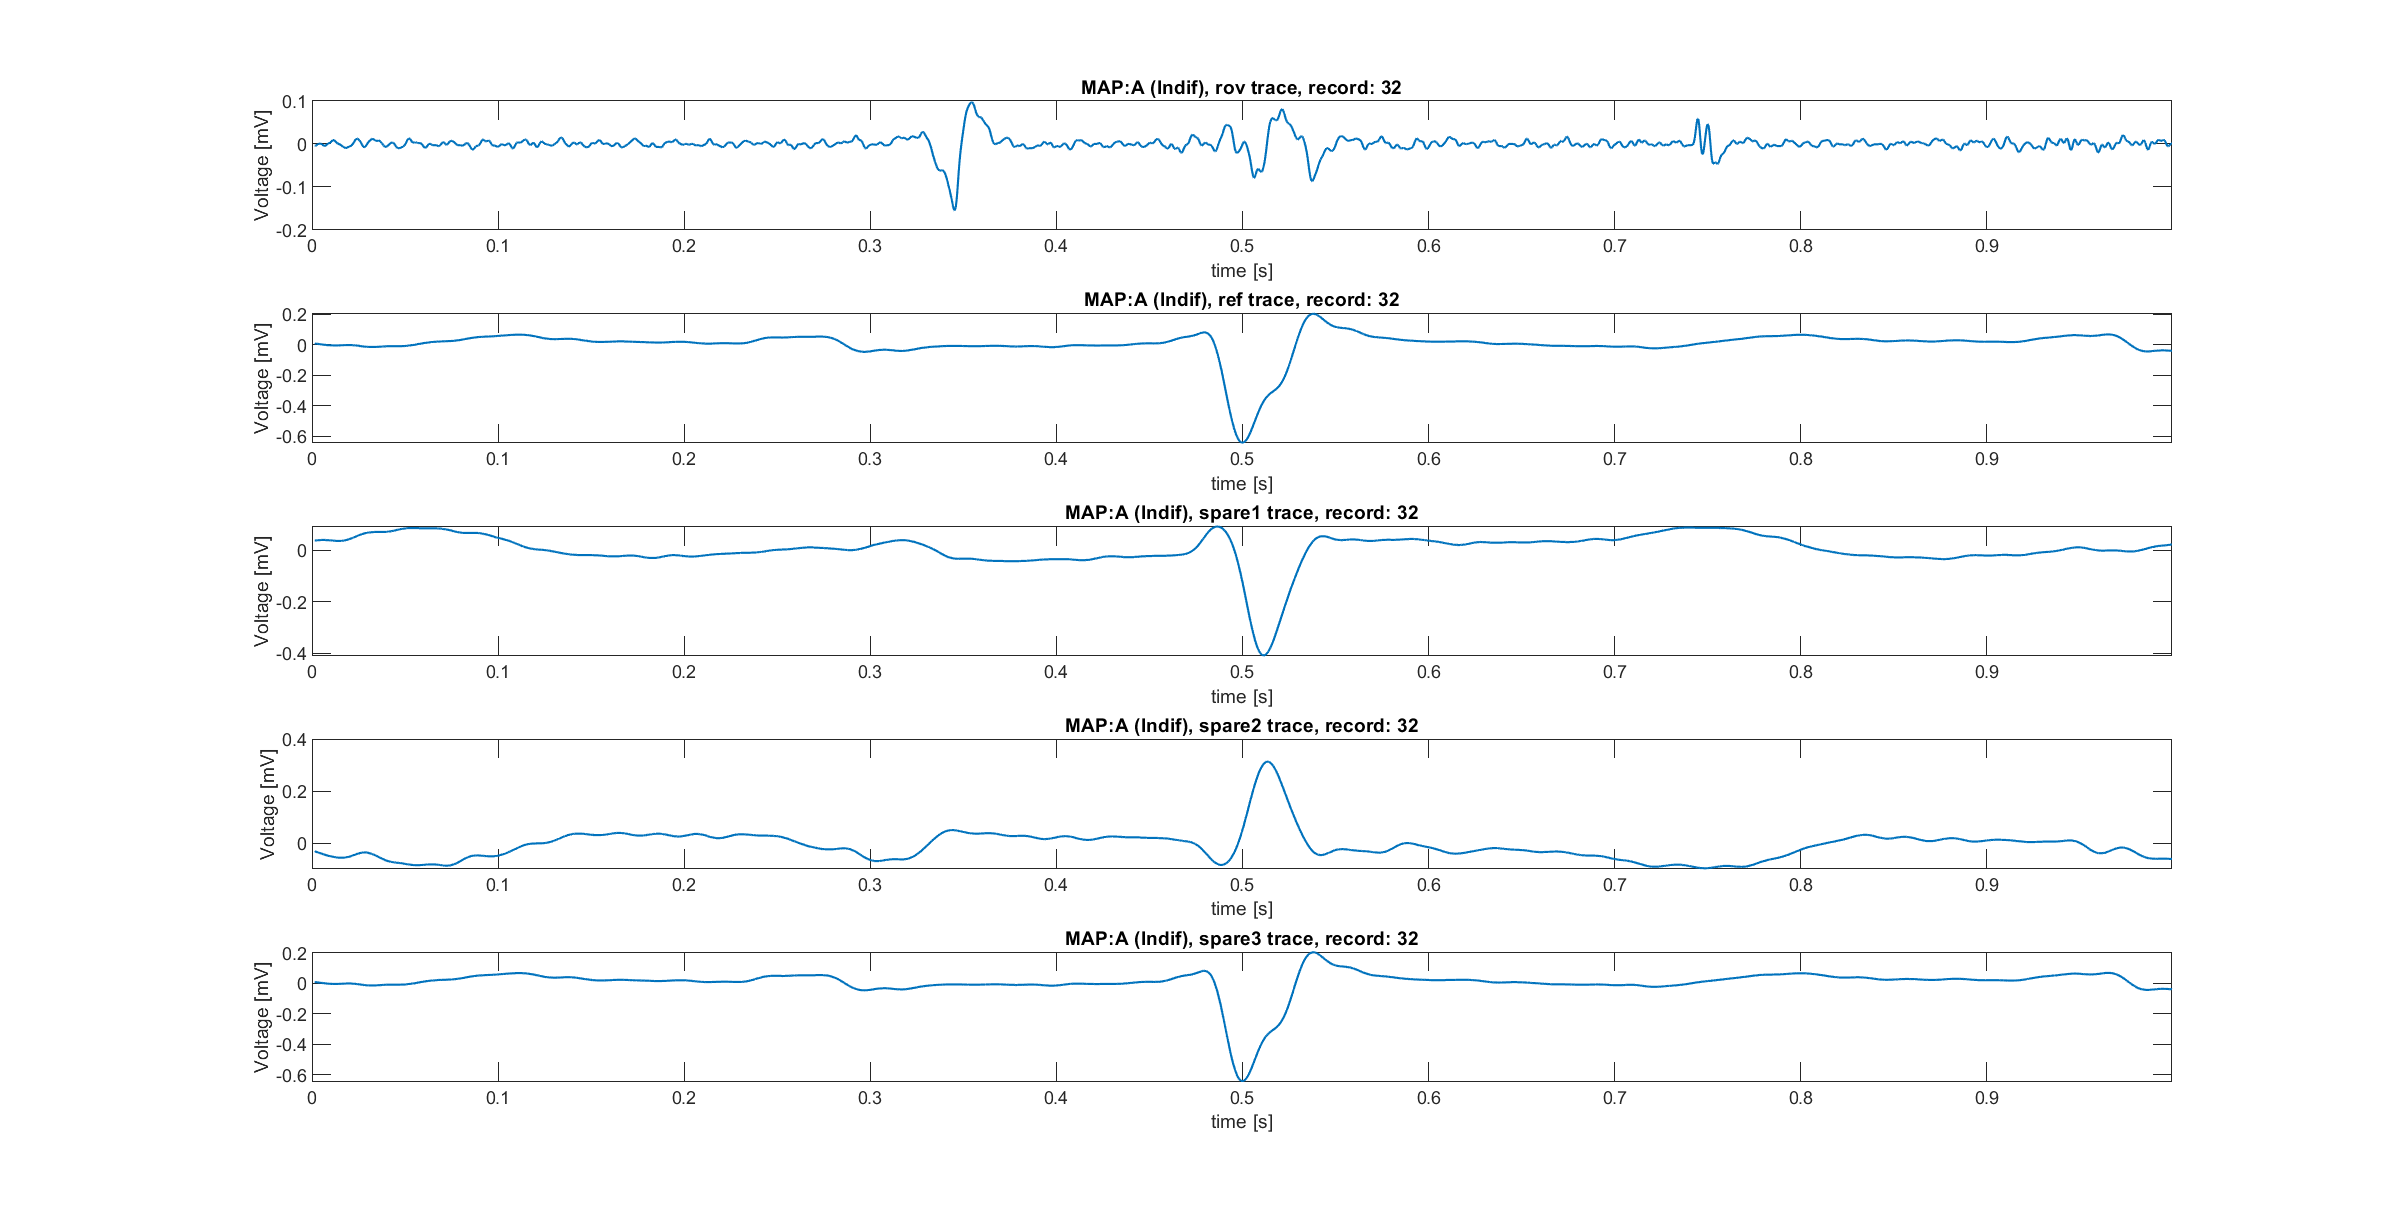 MAP:A (Indif), rov trace, record: 32
Voltage [mV]
0.1
0
-0.1
-0.2
0 0.1 0.2 0.3 0.4 0.5 0.6 0.7 0.8 0.9
time [s]
MAP:A (Indif), ref trace, record: 32
Voltage [mV]
0.2
0
-0.2
-0.4
-0.6
0 0.1 0.2 0.3 0.4 0.5 0.6 0.7 0.8 0.9
time [s]
MAP:A (Indif), spare1 trace, record: 32
Voltage [mV]
0
-0.2
-0.4
0 0.1 0.2 0.3 0.4 0.5 0.6 0.7 0.8 0.9
time [s]
MAP:A (Indif), spare2 trace, record: 32
Voltage [mV]
0.4
0.2
0
0 0.1 0.2 0.3 0.4 0.5 0.6 0.7 0.8 0.9
time [s]
MAP:A (Indif), spare3 trace, record: 32
Voltage [mV]
0.2
0
-0.2
-0.4
-0.6
0 0.1 0.2 0.3 0.4 0.5 0.6 0.7 0.8 0.9
time [s]